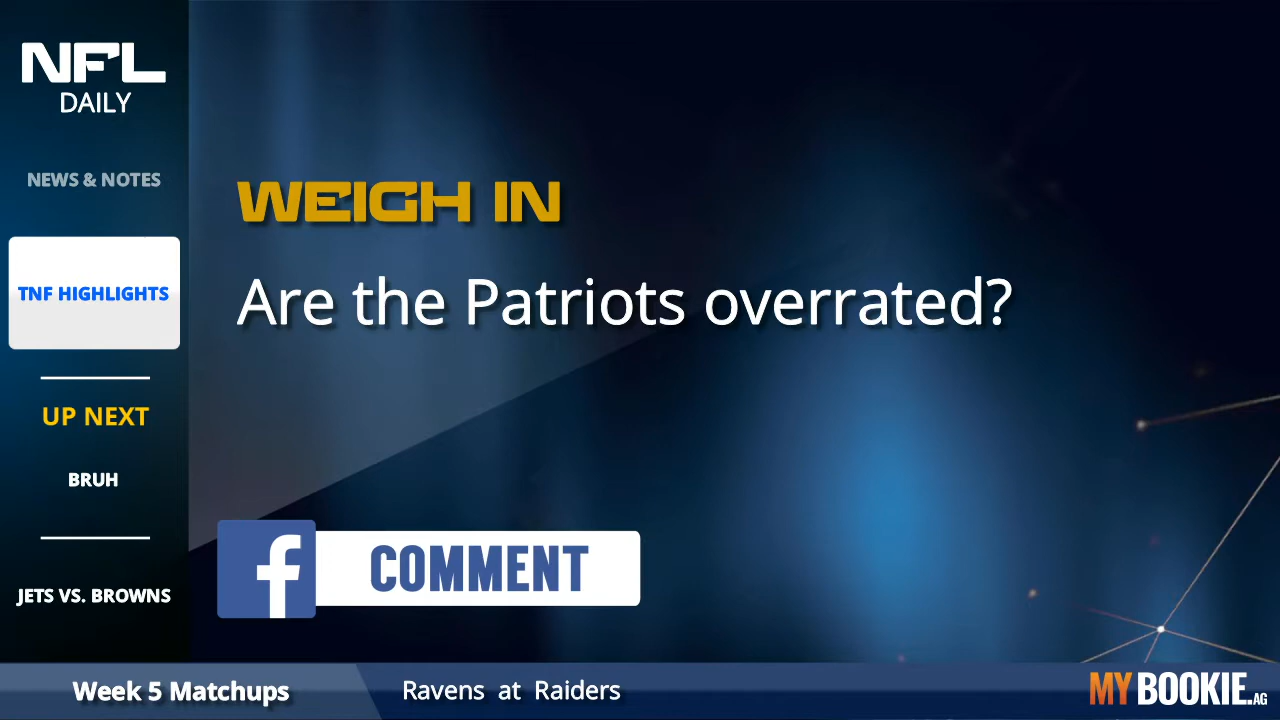 NFL
DAILY
NEWS & NOTES
TNF HIGHLIGHTS
UP NEXT
BRUH
JETS VS. BROWNS
WEIGH IN
Are the Patriots overrated?
f COMMENT
Week 5 Matchups
Ravens at Raiders
MYBOOKIE.AG